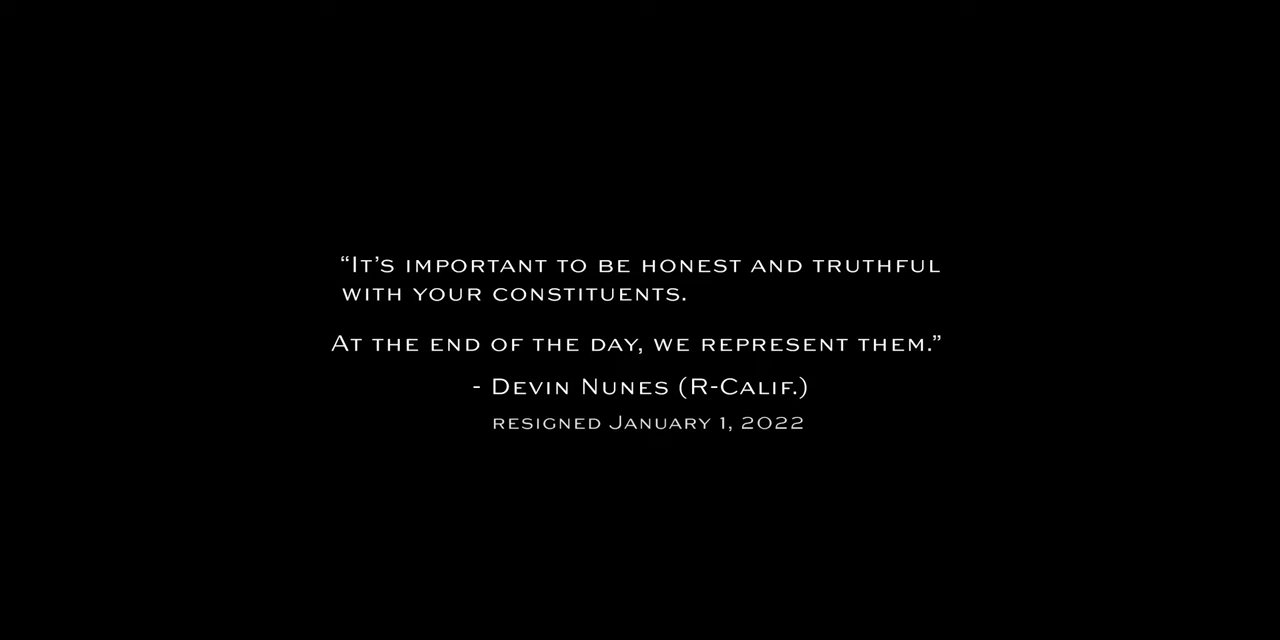 “It’s important to be honest and truthful
with your constituents.
At the end of the day, we represent them.”
- Devin Nunes (R-Calif.)
resigned January 1, 2022